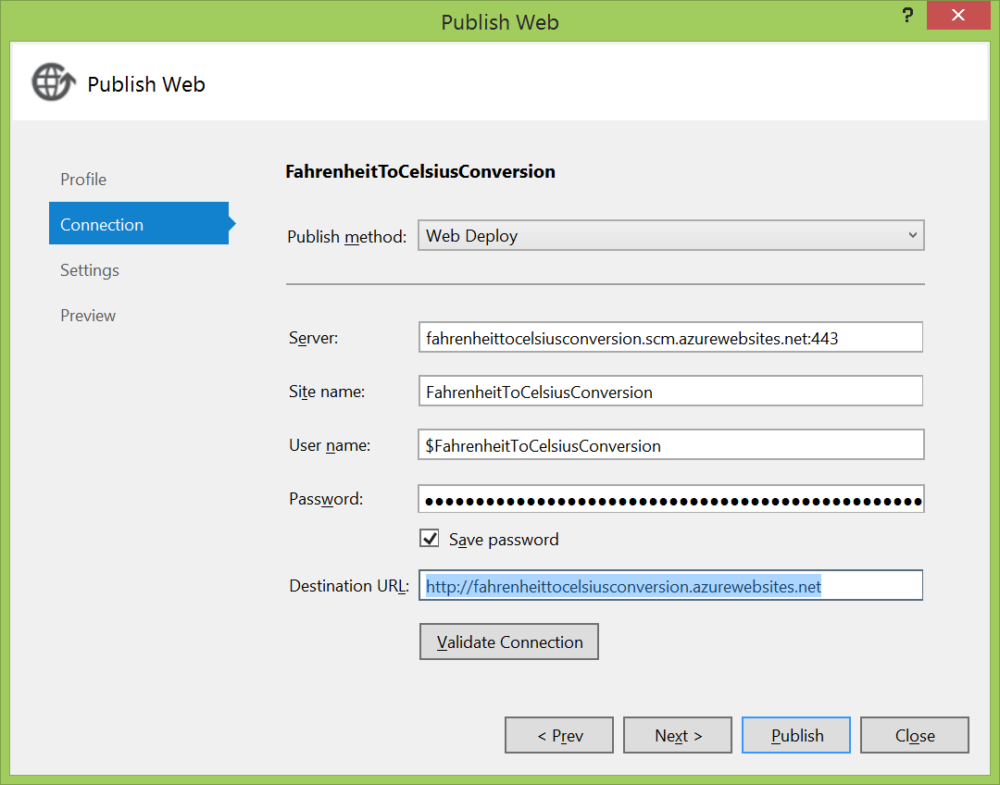 Publish Web
?
Publish Web
Profile
Connection
Settings
Preview
FahrenheitToCelsiusConversion
Publish method: Web Deploy
Server: fahrenheittocelsiusconversion.scm.azurewebsites.net:443
Site name: FahrenheitToCelsiusConversion
User name: $FahrenheitToCelsiusConversion
Password: ●●●●●●●●●●●●●●●●●●●●●●●●●●●●●●●●●●●●●●●●●●●●●●●●●
Save password
Destination URL: http://fahrenheittocelsiusconversion.azurewebsites.net
Validate Connection
< Prev Next > Publish Close